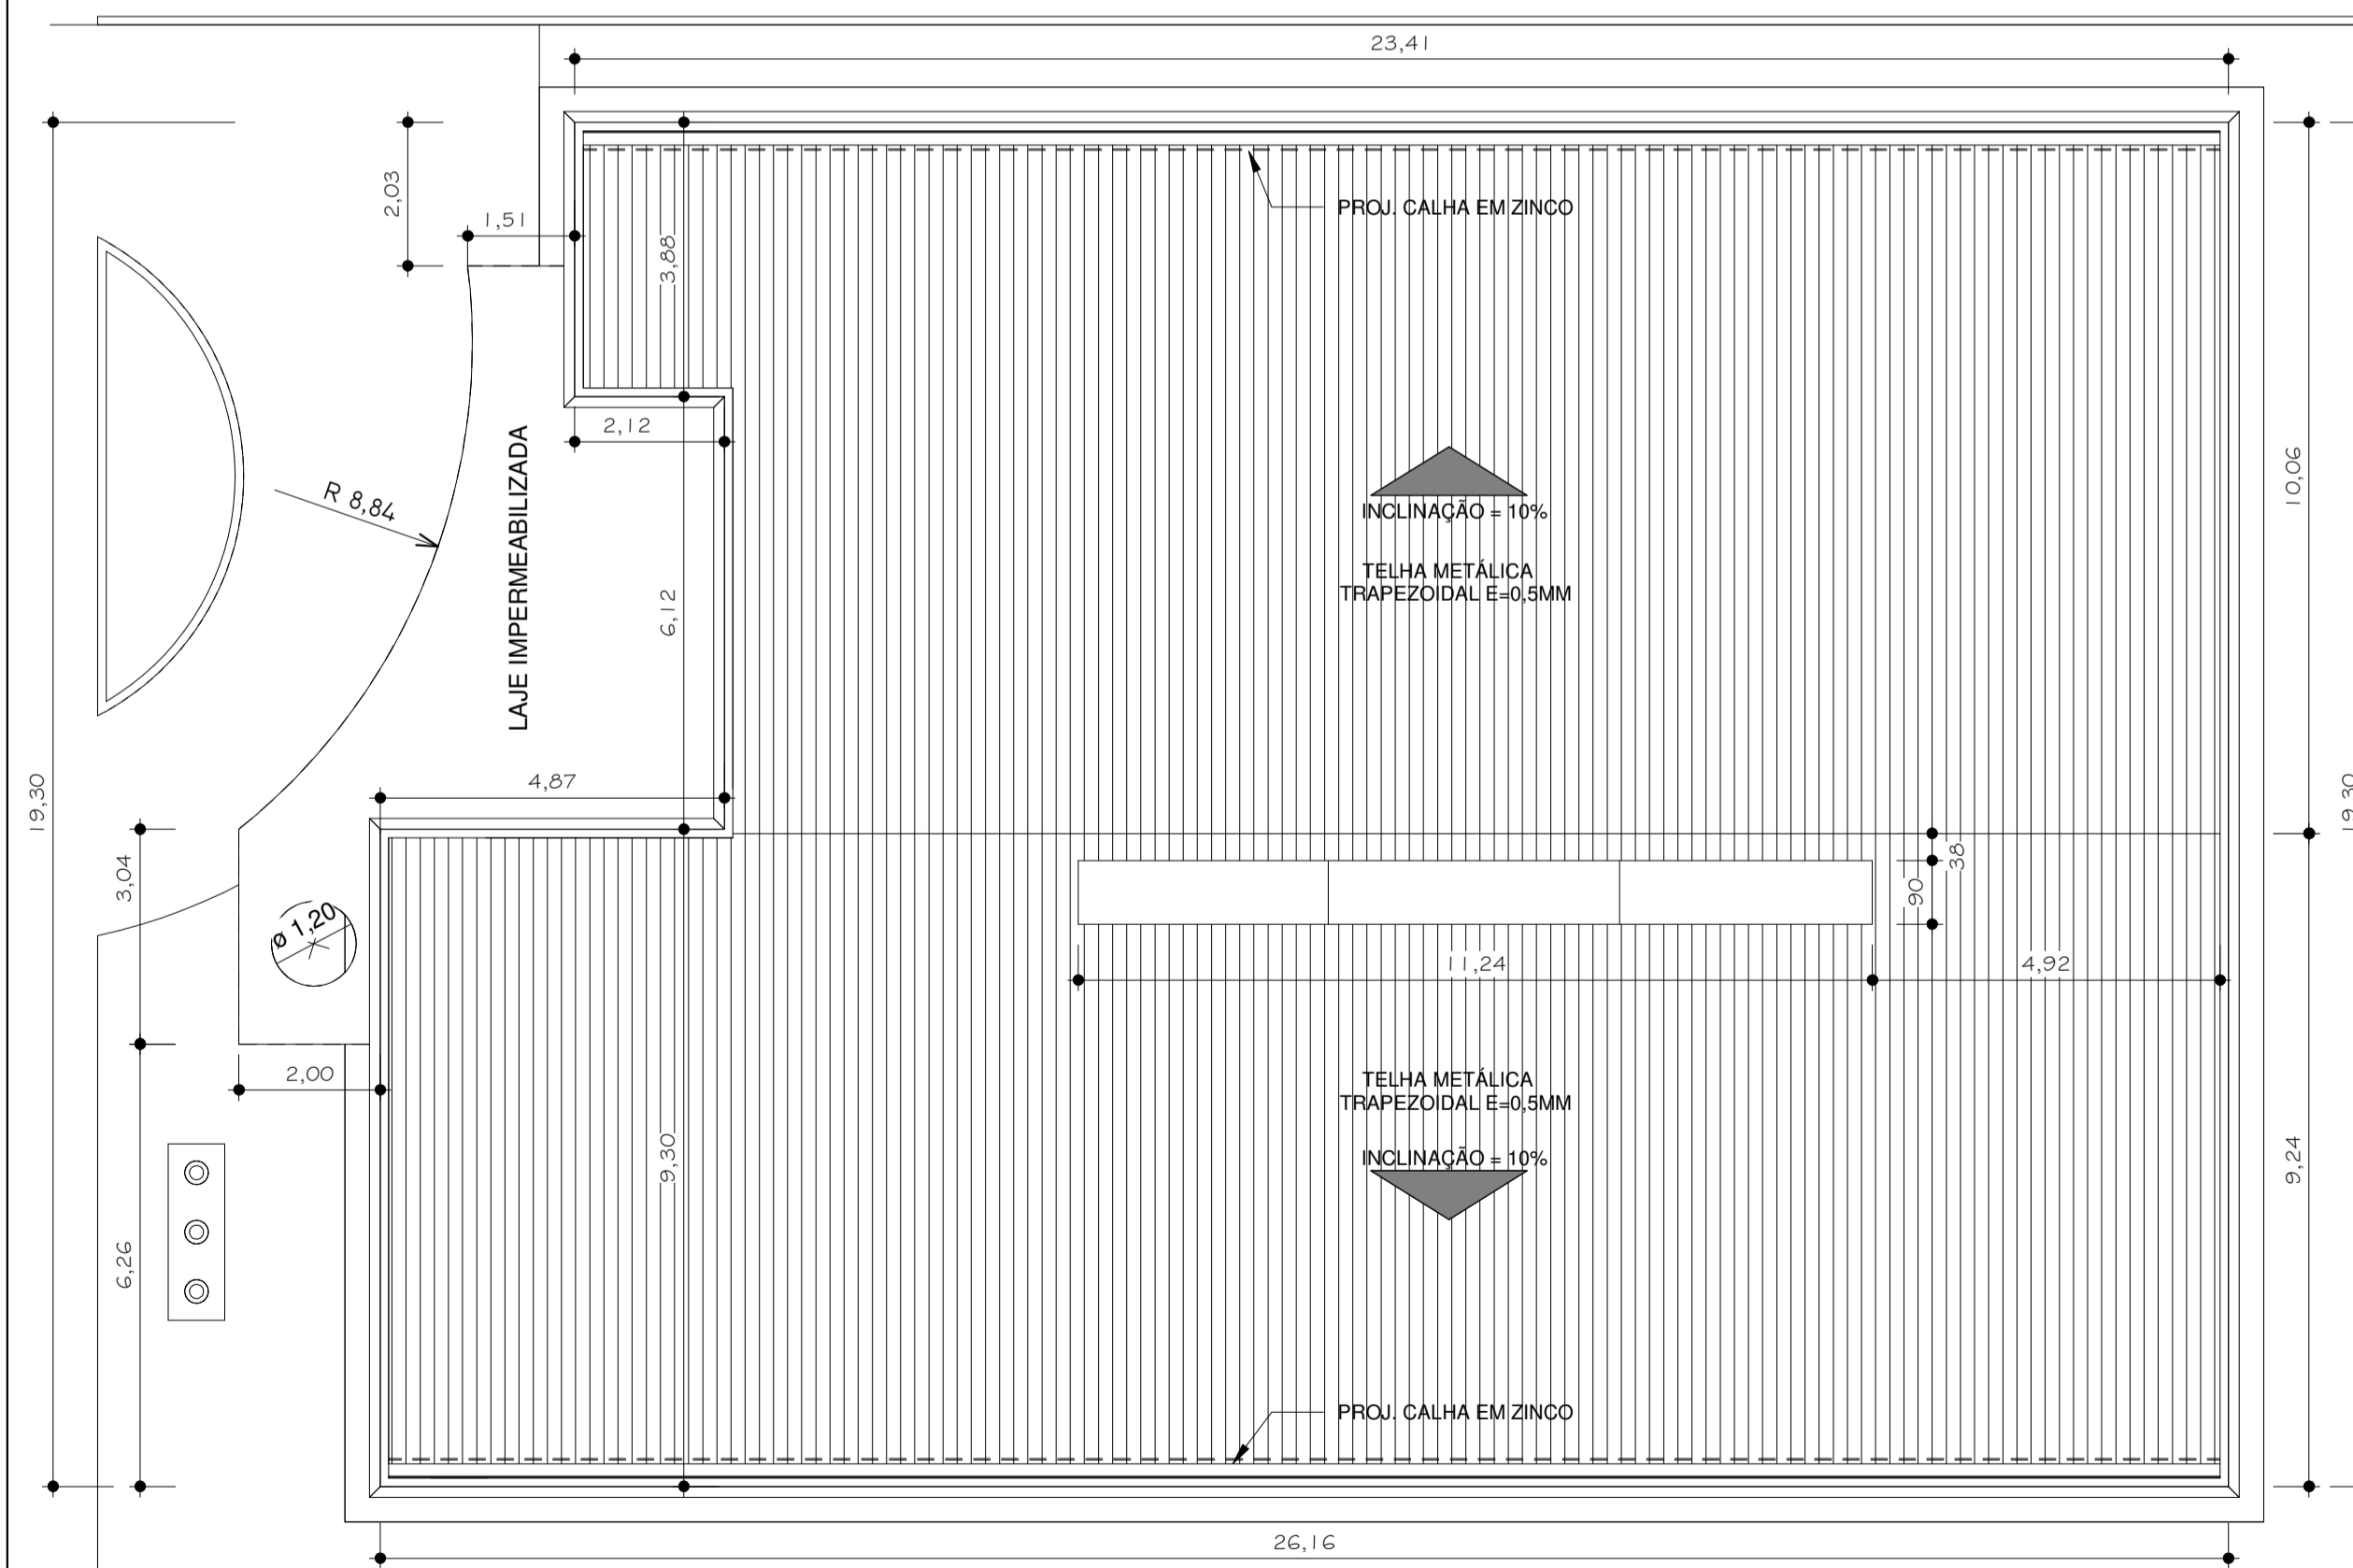 23,41
2,03
1,51
3,88
PROJ. CALHA EM ZINCO
2,12
R 8,84
LAJE IMPERMEABILIZADA
6,12
INCLINAÇÃO = 10%
TELHA METÁLICA
TRAPEZOIDAL E=0,5MM
10,06
19,30
19,30
4,87
3,04
ø 1,20
38
90
11,24
4,92
2,00
TELHA METÁLICA
TRAPEZOIDAL E=0,5MM
INCLINAÇÃO = 10%
9,30
9,24
6,26
PROJ. CALHA EM ZINCO
26,16